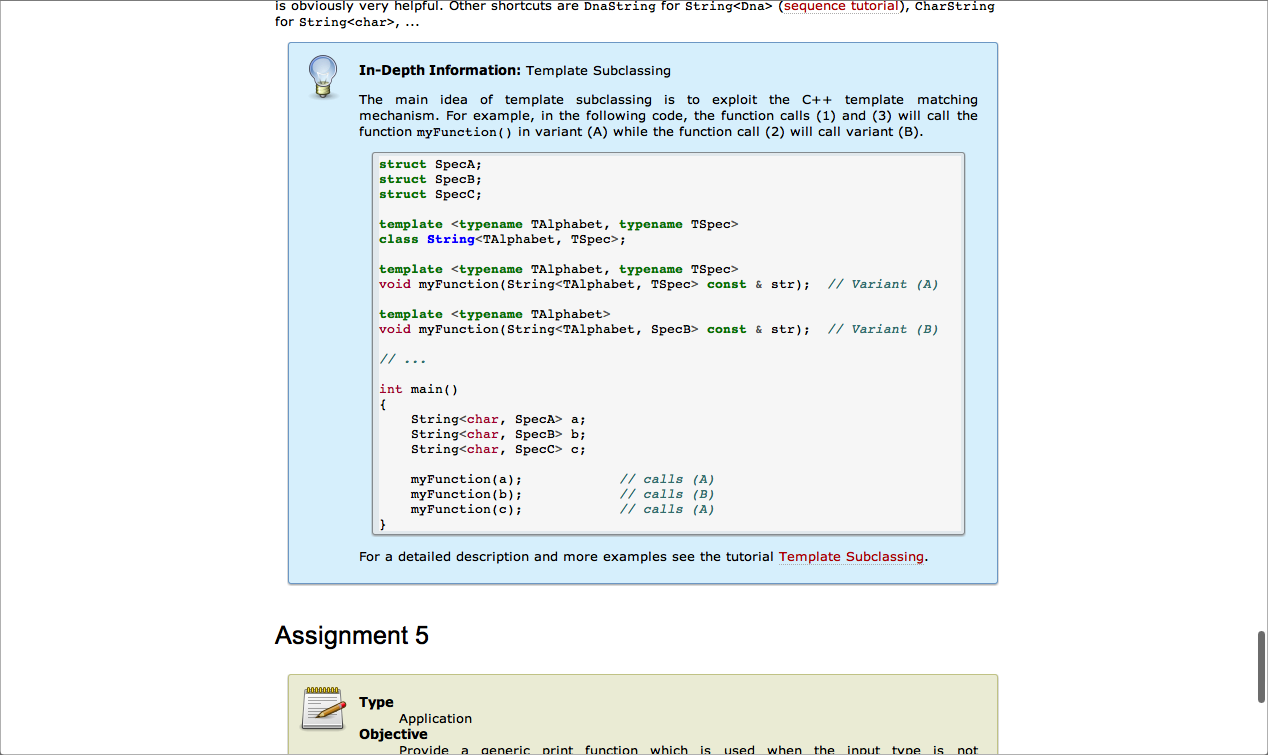 is obviously very helpful. Other shortcuts are DnaString for String<Dna> (sequence tutorial), CharString
for String<char>, ...
In-Depth Information: Template Subclassing
The main idea of template subclassing is to exploit the C++ template matching
mechanism. For example, in the following code, the function calls (1) and (3) will call the
function myFunction() in variant (A) while the function call (2) will call variant (B).
struct SpecA;
struct SpecB;
struct SpecC;
template <typename TAlphabet, typename TSpec>
class String<TAlphabet, TSpec>;
template <typename TAlphabet, typename TSpec>
void myFunction(String<TAlphabet, TSpec> const & str);  // Variant (A)
template <typename TAlphabet>
void myFunction(String<TAlphabet, SpecB> const & str);  // Variant (B)
// ...
int main()
{
    String<char, SpecA> a;
    String<char, SpecB> b;
    String<char, SpecC> c;
    myFunction(a);            // calls (A)
    myFunction(b);            // calls (B)
    myFunction(c);            // calls (A)
}
For a detailed description and more examples see the tutorial Template Subclassing.
Assignment 5
Type
Application
Objective
Provide a generic print function which is used when the input type is not